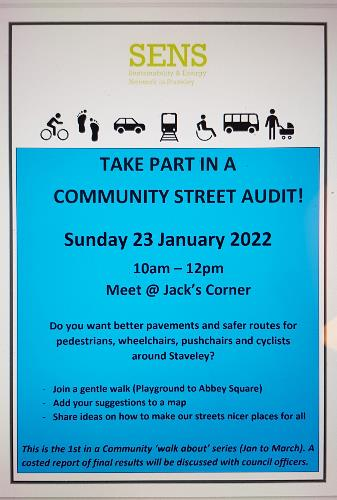 SENS
Sustainability & Energy
Network in Staveley
TAKE PART IN A
COMMUNITY STREET AUDIT!
Sunday 23 January 2022
10am – 12pm
Meet @ Jack's Corner
Do you want better pavements and safer routes for
pedestrians, wheelchairs, pushchairs and cyclists
around Staveley?
- Join a gentle walk (Playground to Abbey Square)
- Add your suggestions to a map
- Share ideas on how to make our streets nicer places for all
This is the 1st in a Community 'walk about' series (Jan to March). A
costed report of final results will be discussed with council officers.